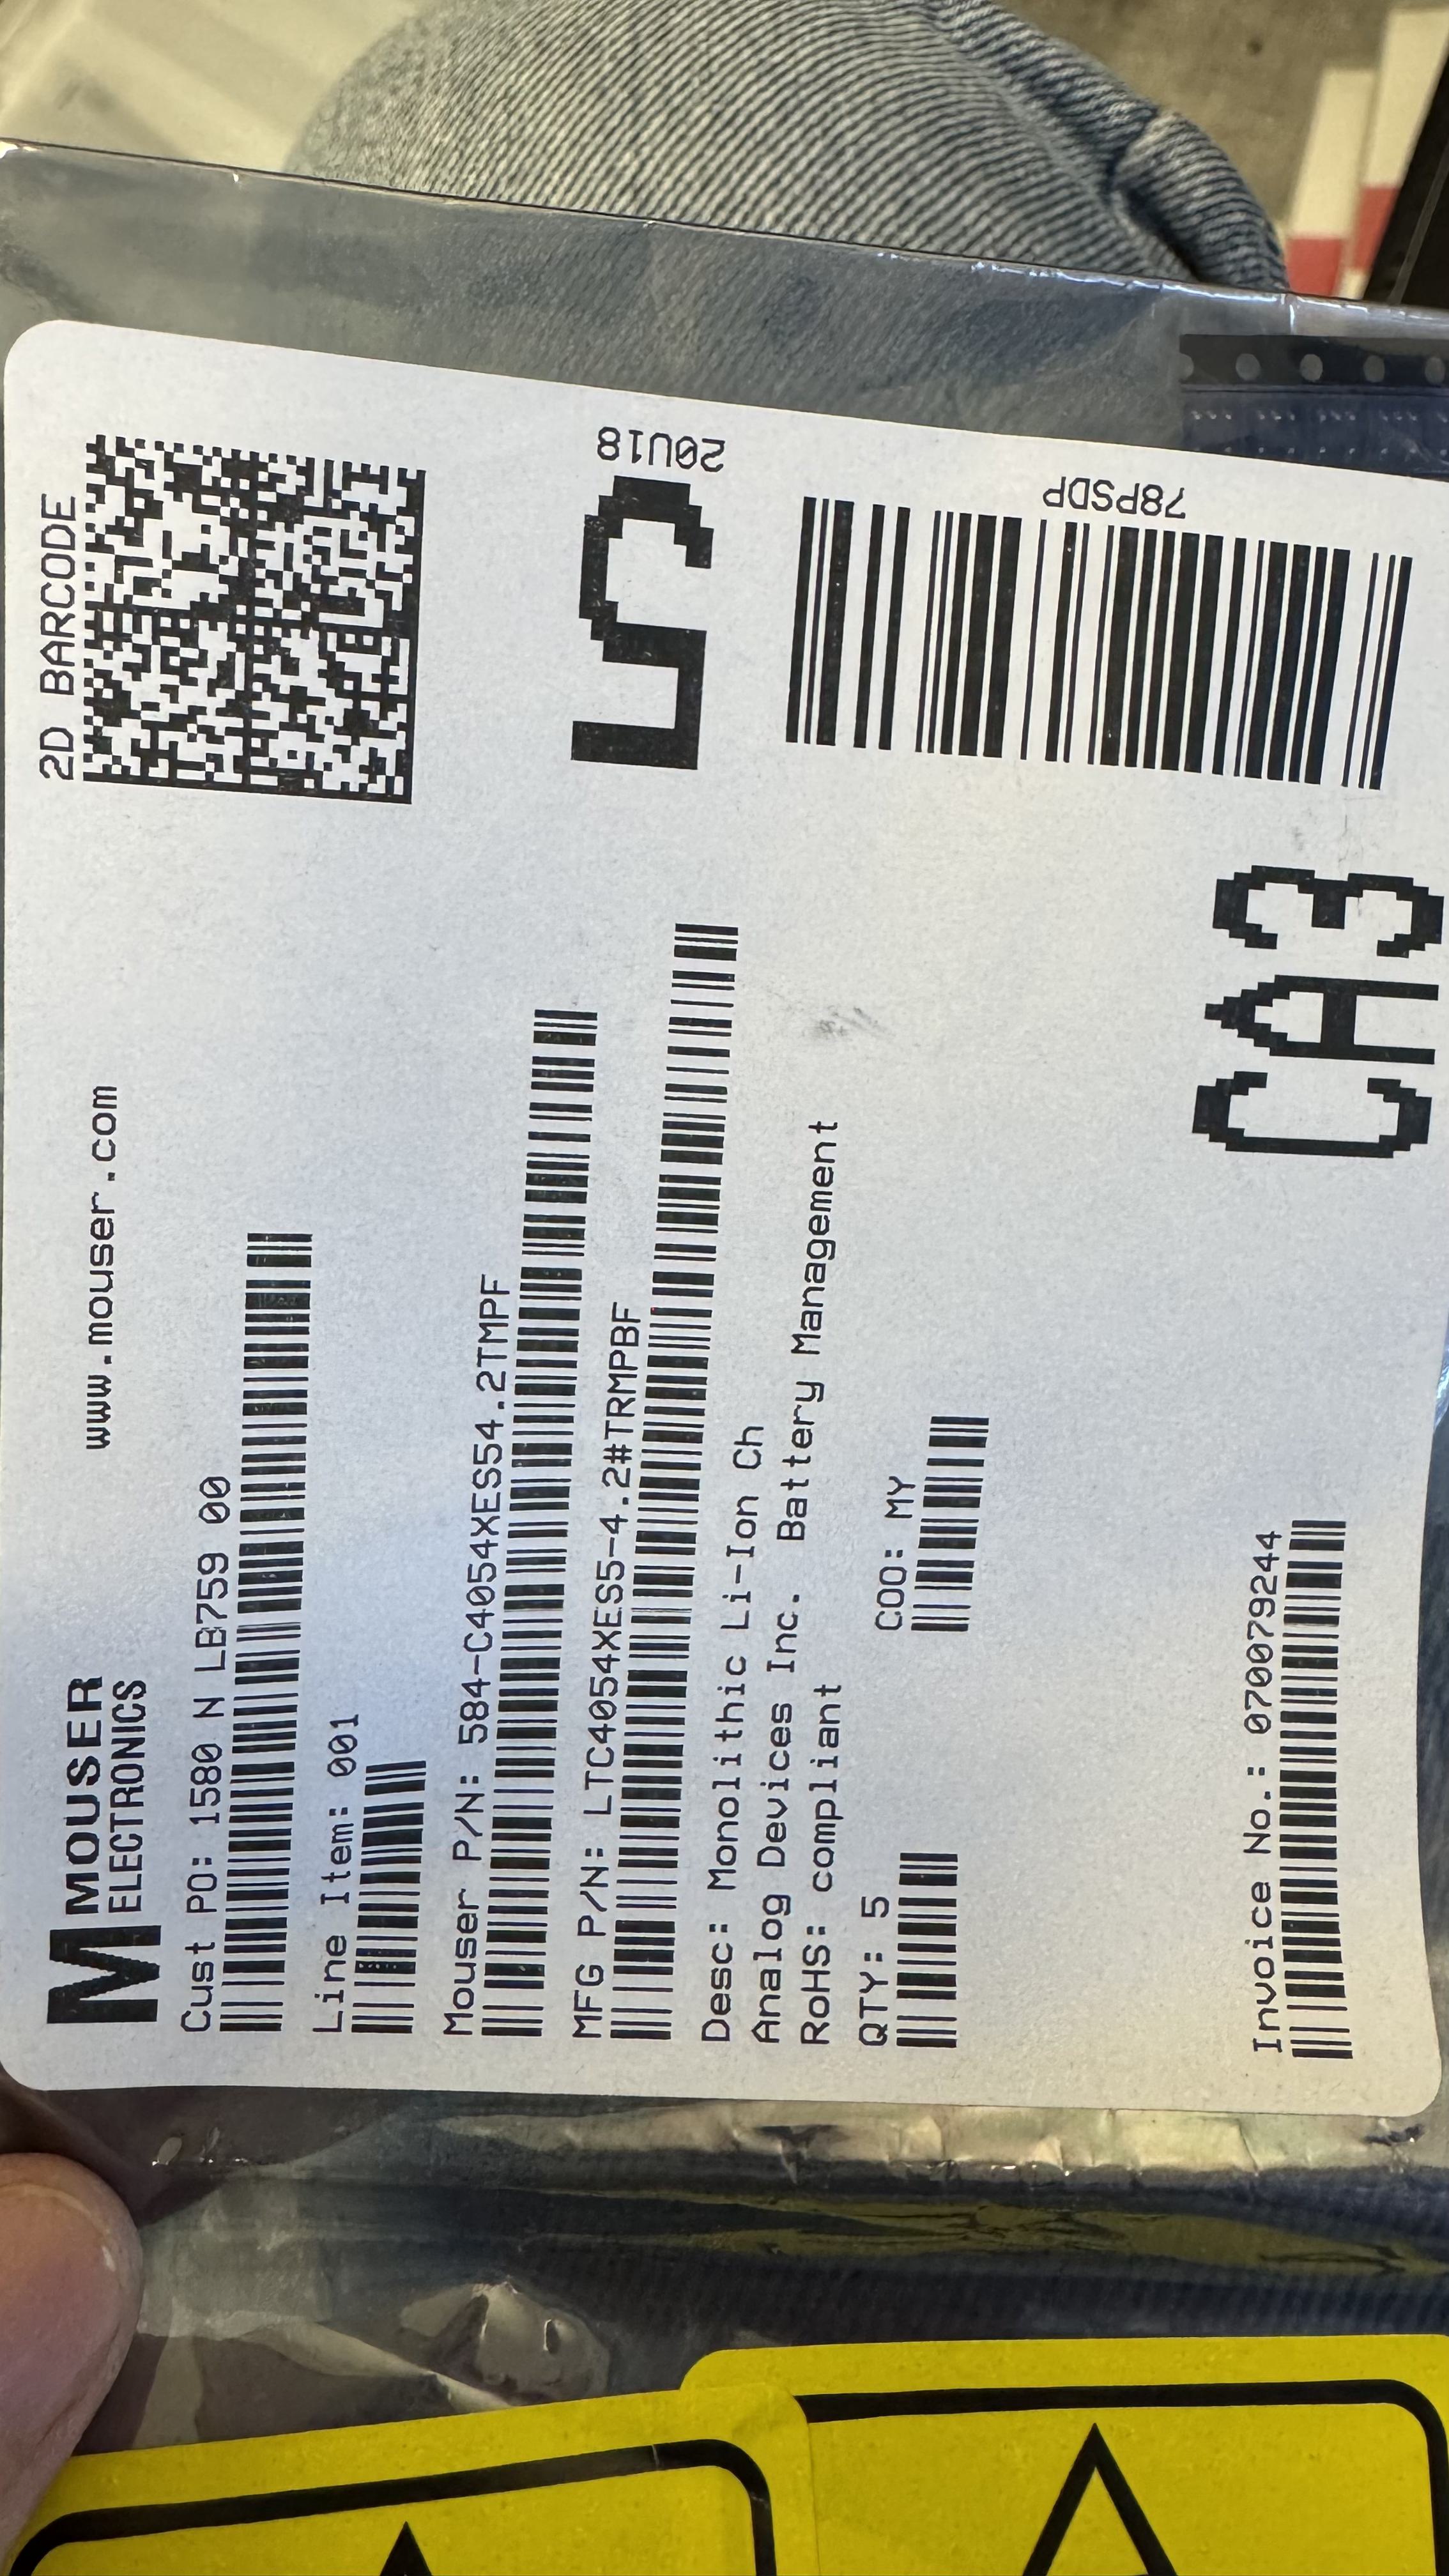 MOUSER
ELECTRONICS
www.mouser.com
2D BARCODE
Cust PO: 1580 N LB759 00
Line Item: 001
Mouser P/N: 584-C4054XES54.2TMPF
MFG P/N: LTC4054XES5-4.2#TRMPBF
Desc: Monolithic Li-Ion Ch
Analog Devices Inc. Battery Management
RoHS: compliant
QTY: 5
COO: MY
Invoice No.: 070079244
5
20U18
78PSDP
CA3